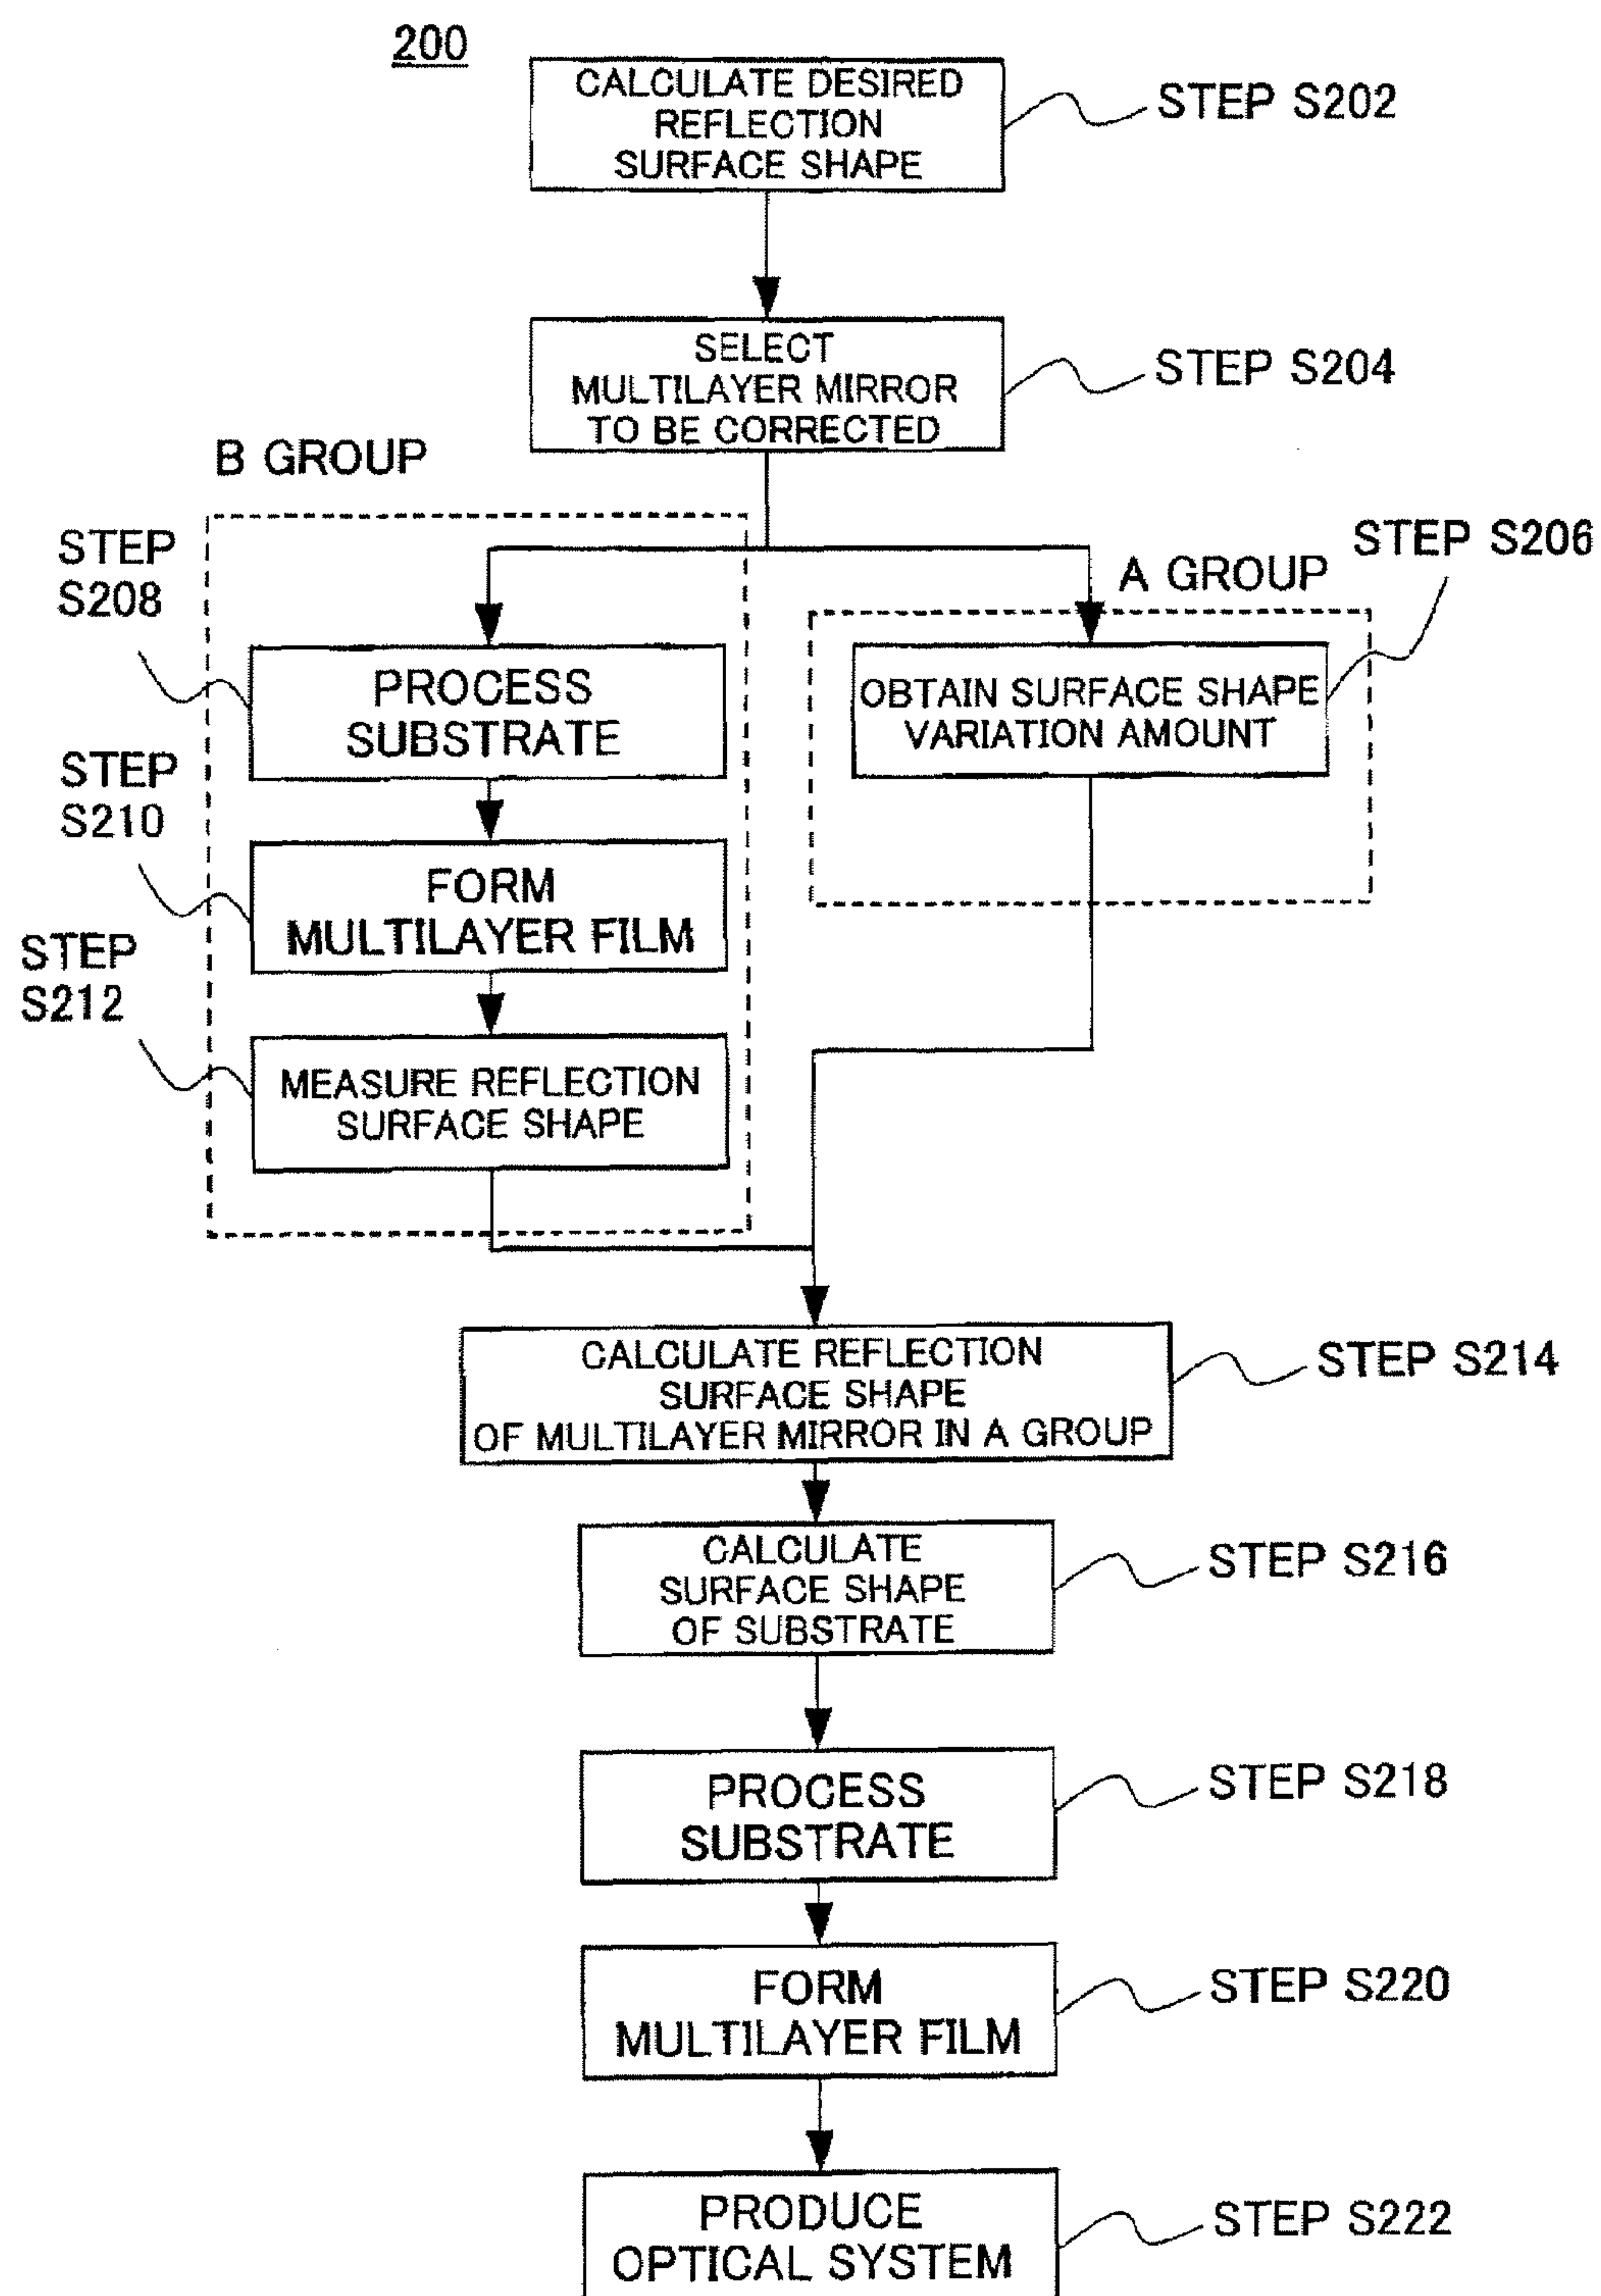 200
CALCULATE DESIRED
REFLECTION
SURFACE SHAPE
STEP S202
SELECT
MULTILAYER MIRROR
TO BE CORRECTED
STEP S204
B GROUP
STEP
S208
A GROUP
STEP S206
PROCESS
SUBSTRATE
OBTAIN SURFACE SHAPE
VARIATION AMOUNT
STEP
S210
FORM
MULTILAYER FILM
STEP
S212
MEASURE REFLECTION
SURFACE SHAPE
CALCULATE REFLECTION
SURFACE SHAPE
OF MULTILAYER MIRROR IN A GROUP
STEP S214
CALCULATE
SURFACE SHAPE
OF SUBSTRATE
STEP S216
PROCESS
SUBSTRATE
STEP S218
FORM
MULTILAYER FILM
STEP S220
PRODUCE
OPTICAL SYSTEM
STEP S222